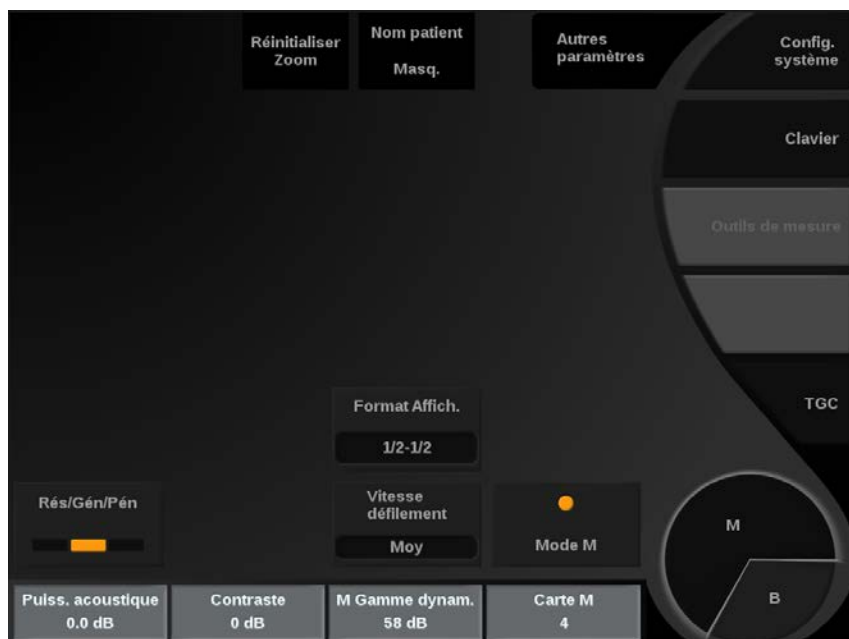 Réinitialiser
Zoom
Nom patient
Masq.
Autres
paramètres
Config.
système
Clavier
Outils de mesure
TGC
Format Affich.
1/2-1/2
Rés/Gén/Pén
Vitesse
défilement
Moy
Mode M
M
B
Puiss. acoustique
0.0 dB
Contraste
0 dB
M Gamme dynam.
58 dB
Carte M
4